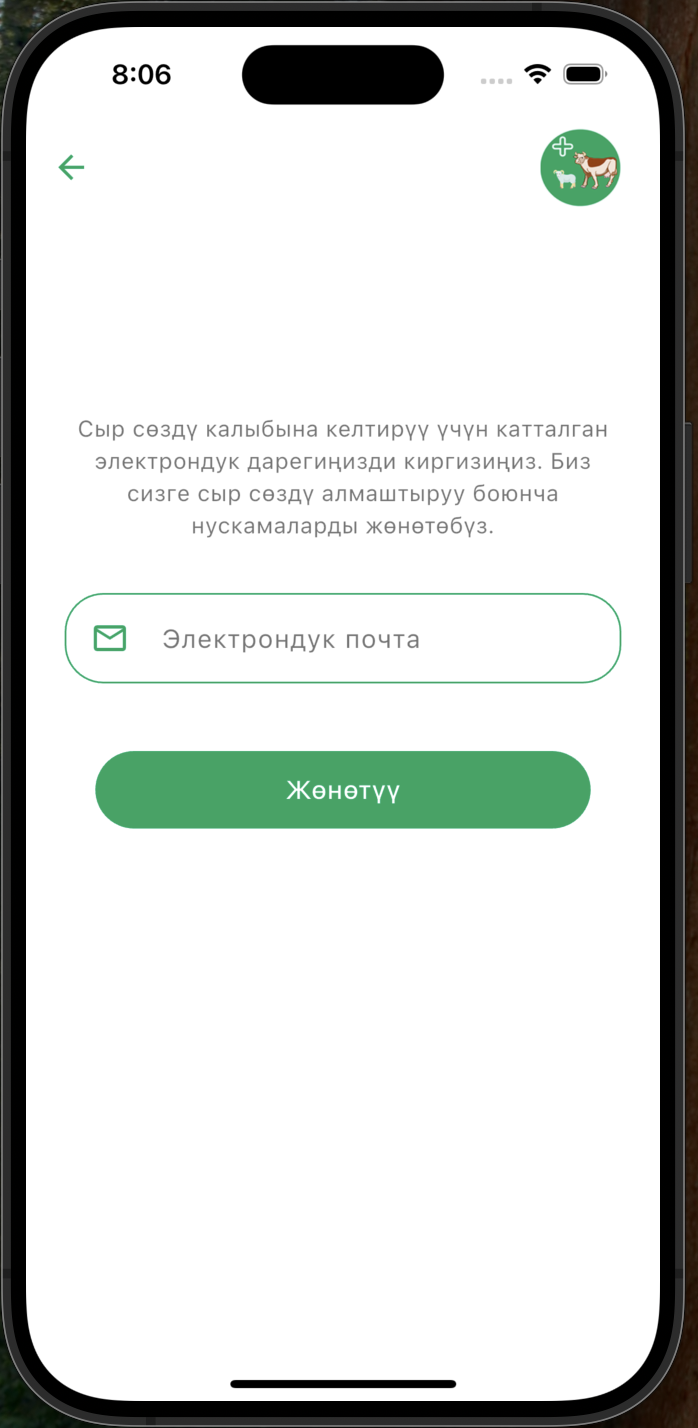 8:06
Сыр сөздү калыбына келтирүү үчүн катталган
электрондук дарегиңизди киргизиңиз. Биз
сизге сыр сөздү алмаштыруу боюнча
нускамаларды жөнөтөбүз.
Электрондук почта
Жөнөтүү